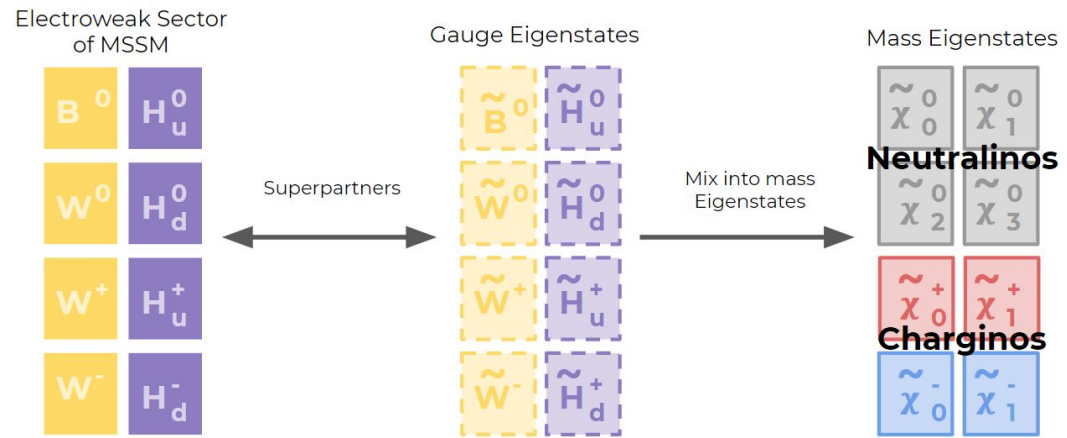 Electroweak Sector
of MSSM
B⁰ H⁰ᵤ
W⁰ H⁰d
W⁺ H⁺ᵤ
W⁻ H⁻d
Superpartners
Gauge Eigenstates
B̃⁰ H̃⁰ᵤ
W̃⁰ H̃⁰d
W̃⁺ H̃⁺ᵤ
W̃⁻ H̃⁺d
Mix into mass
Eigenstates
Mass Eigenstates
χ̃⁰₀ χ̃⁰₁
Neutralinos
χ̃⁰₂ χ̃⁰₃
χ̃⁺₀ χ̃⁺₁
Charginos
χ̃⁻₀ χ̃⁻₁